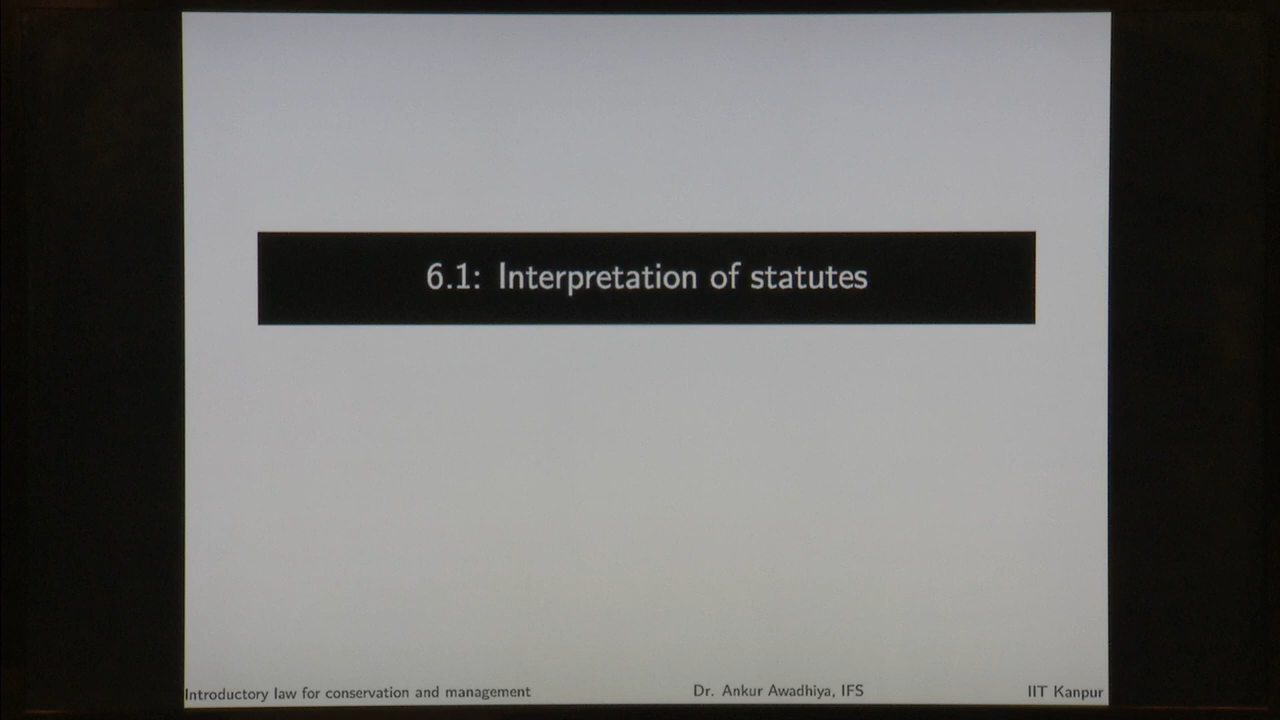 6.1: Interpretation of statutes
Introductory law for conservation and management Dr. Ankur Awadhiya, IFS IIT Kanpur